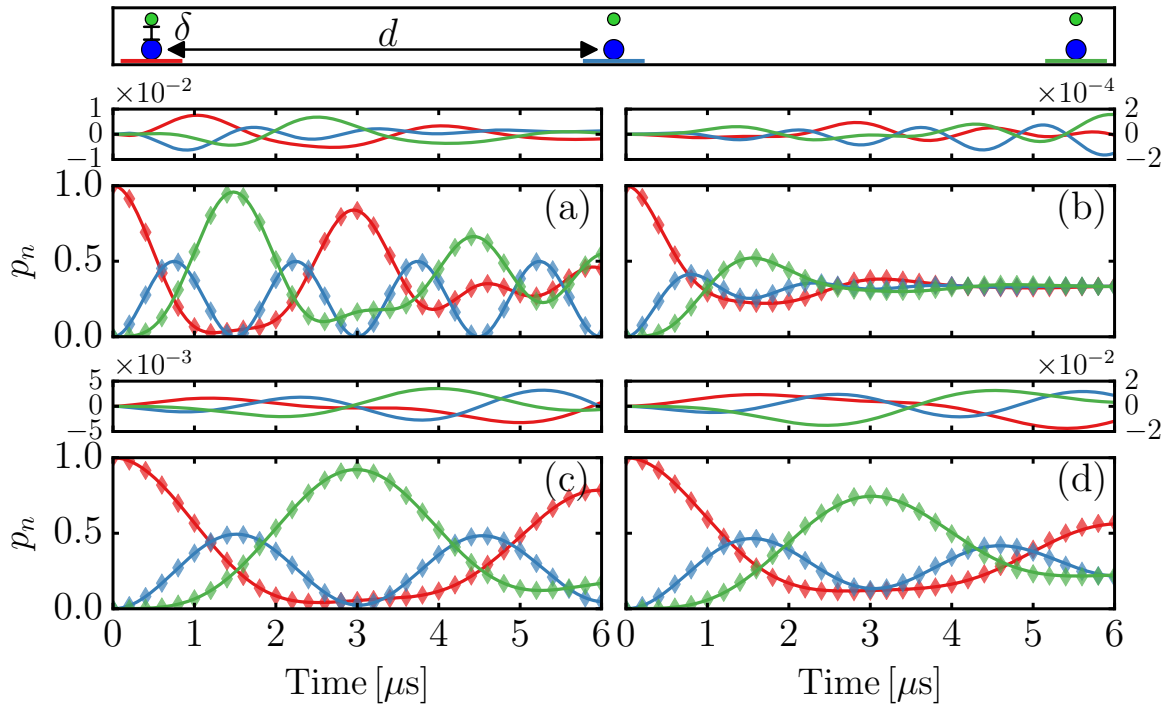 δ d
×10⁻² ×10⁻⁴
1 2
0 0
−1 −2
1.0 (a) (b)
pₙ 0.5
0.0
×10⁻³ ×10⁻²
5 2
0 0
−5 −2
1.0 (c) (d)
pₙ 0.5
0.0
0 1 2 3 4 5 6 0 1 2 3 4 5 6
Time [μs] Time [μs]